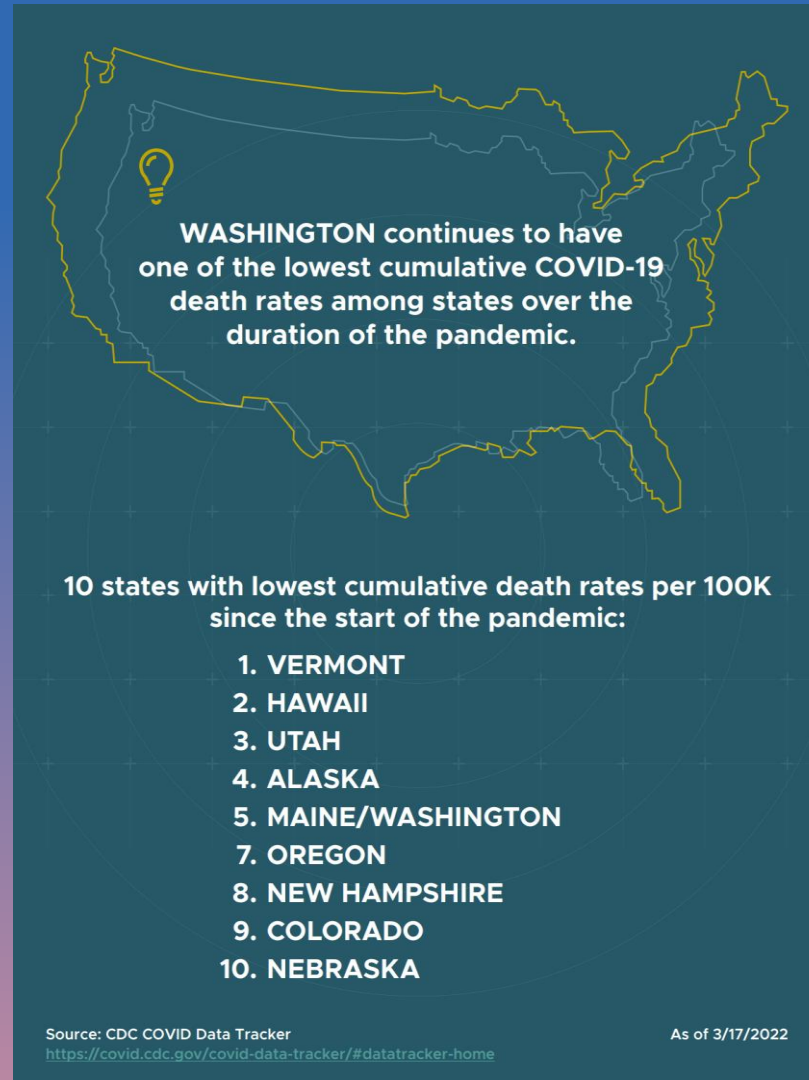 WASHINGTON continues to have
one of the lowest cumulative COVID-19
death rates among states over the
duration of the pandemic.
10 states with lowest cumulative death rates per 100K
since the start of the pandemic:
1. VERMONT
2. HAWAII
3. UTAH
4. ALASKA
5. MAINE/WASHINGTON
7. OREGON
8. NEW HAMPSHIRE
9. COLORADO
10. NEBRASKA
Source: CDC COVID Data Tracker
https://covid.cdc.gov/covid-data-tracker/#datatracker-home
As of 3/17/2022